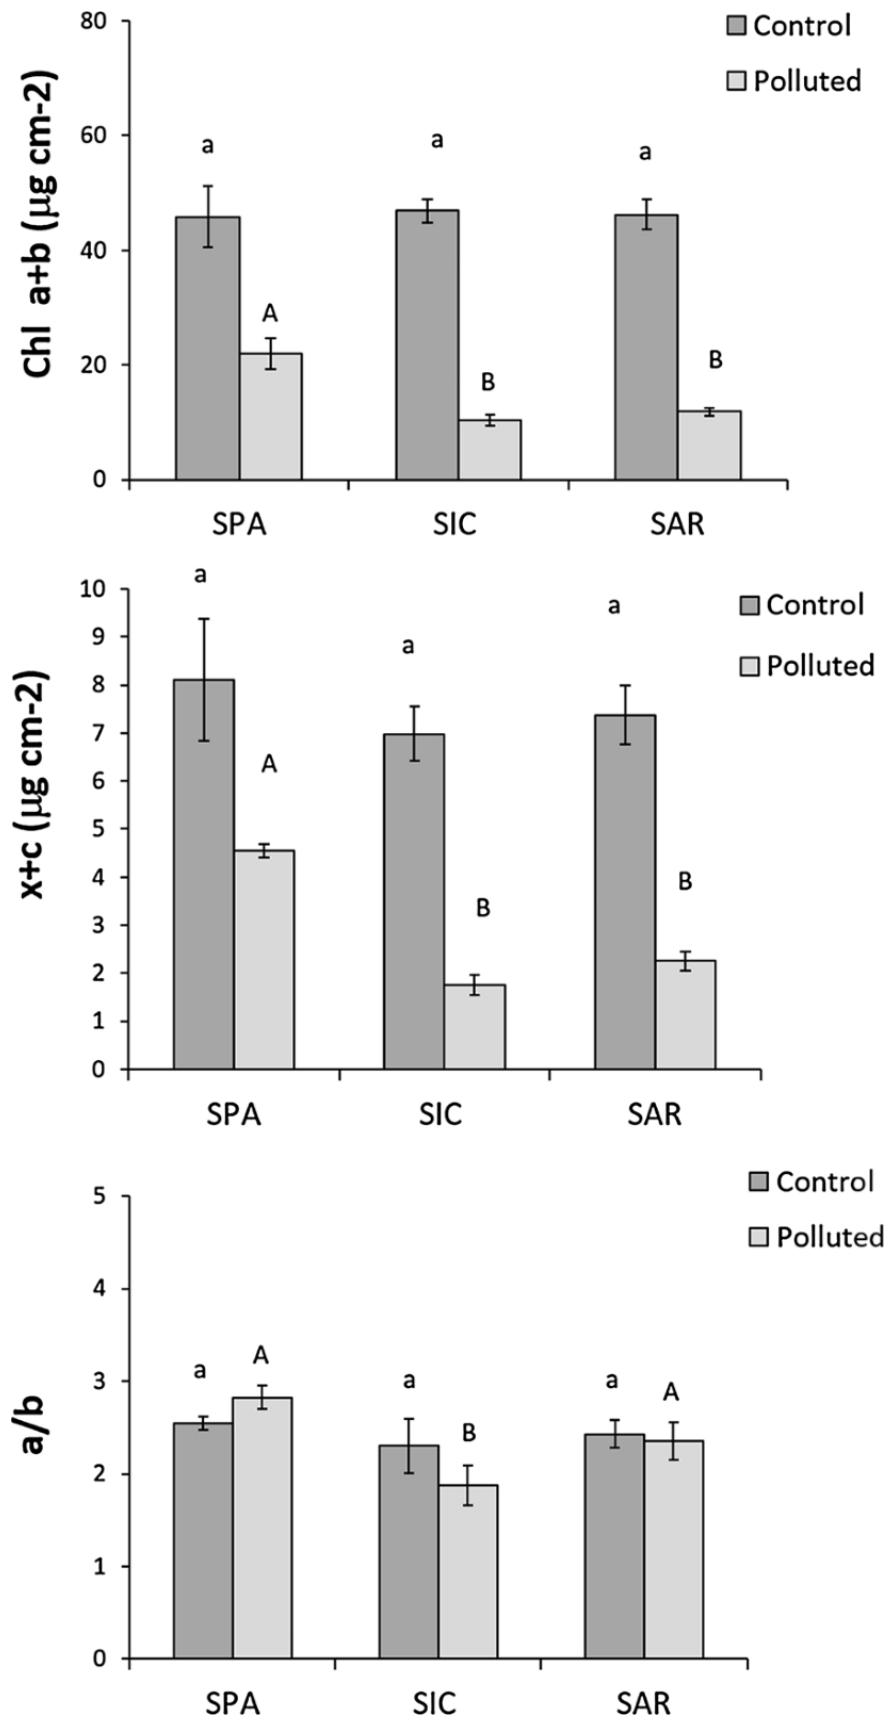 80
60
40
20
0
Chl a+b (μg cm-2)
Control
Polluted
a
A
a
B
a
B
SPA
SIC
SAR
10
9
8
7
6
5
4
3
2
1
0
x+c (μg cm-2)
Control
Polluted
a
A
a
B
a
B
SPA
SIC
SAR
5
4
3
2
1
0
a/b
Control
Polluted
a
A
a
B
a
A
SPA
SIC
SAR